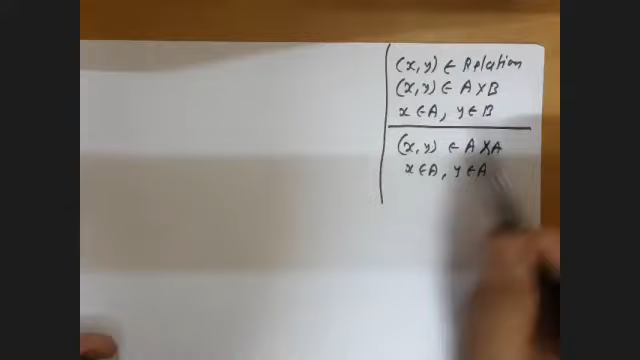 (x, y) ∈ Relation
(x, y) ∈ A × B
x ∈ A, y ∈ B
(x, y) ∈ A × A
x ∈ A, y ∈ A